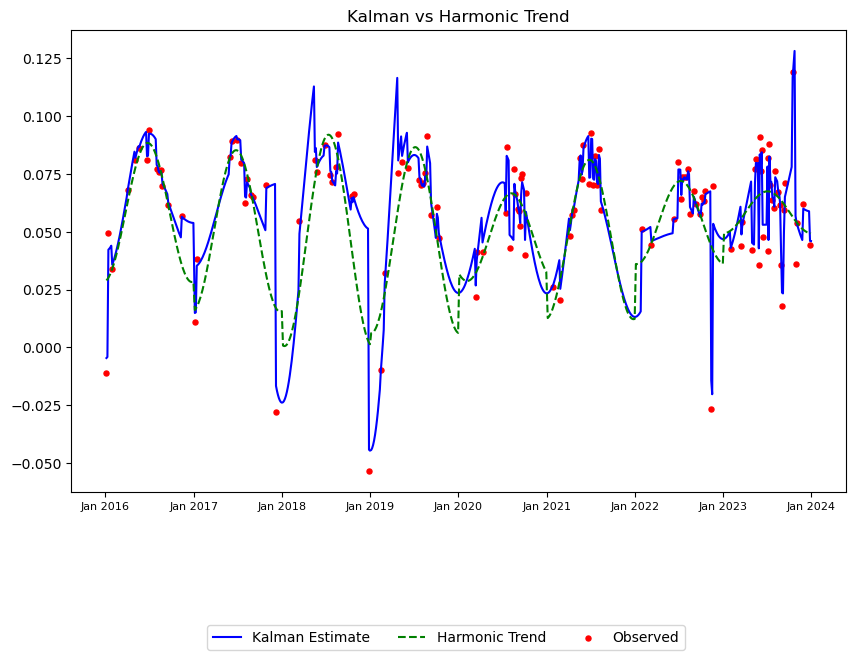 Kalman vs Harmonic Trend
0.125
0.100
0.075
0.050
0.025
0.000
−0.025
−0.050
Jan 2016 Jan 2017 Jan 2018 Jan 2019 Jan 2020 Jan 2021 Jan 2022 Jan 2023 Jan 2024
Kalman Estimate Harmonic Trend Observed